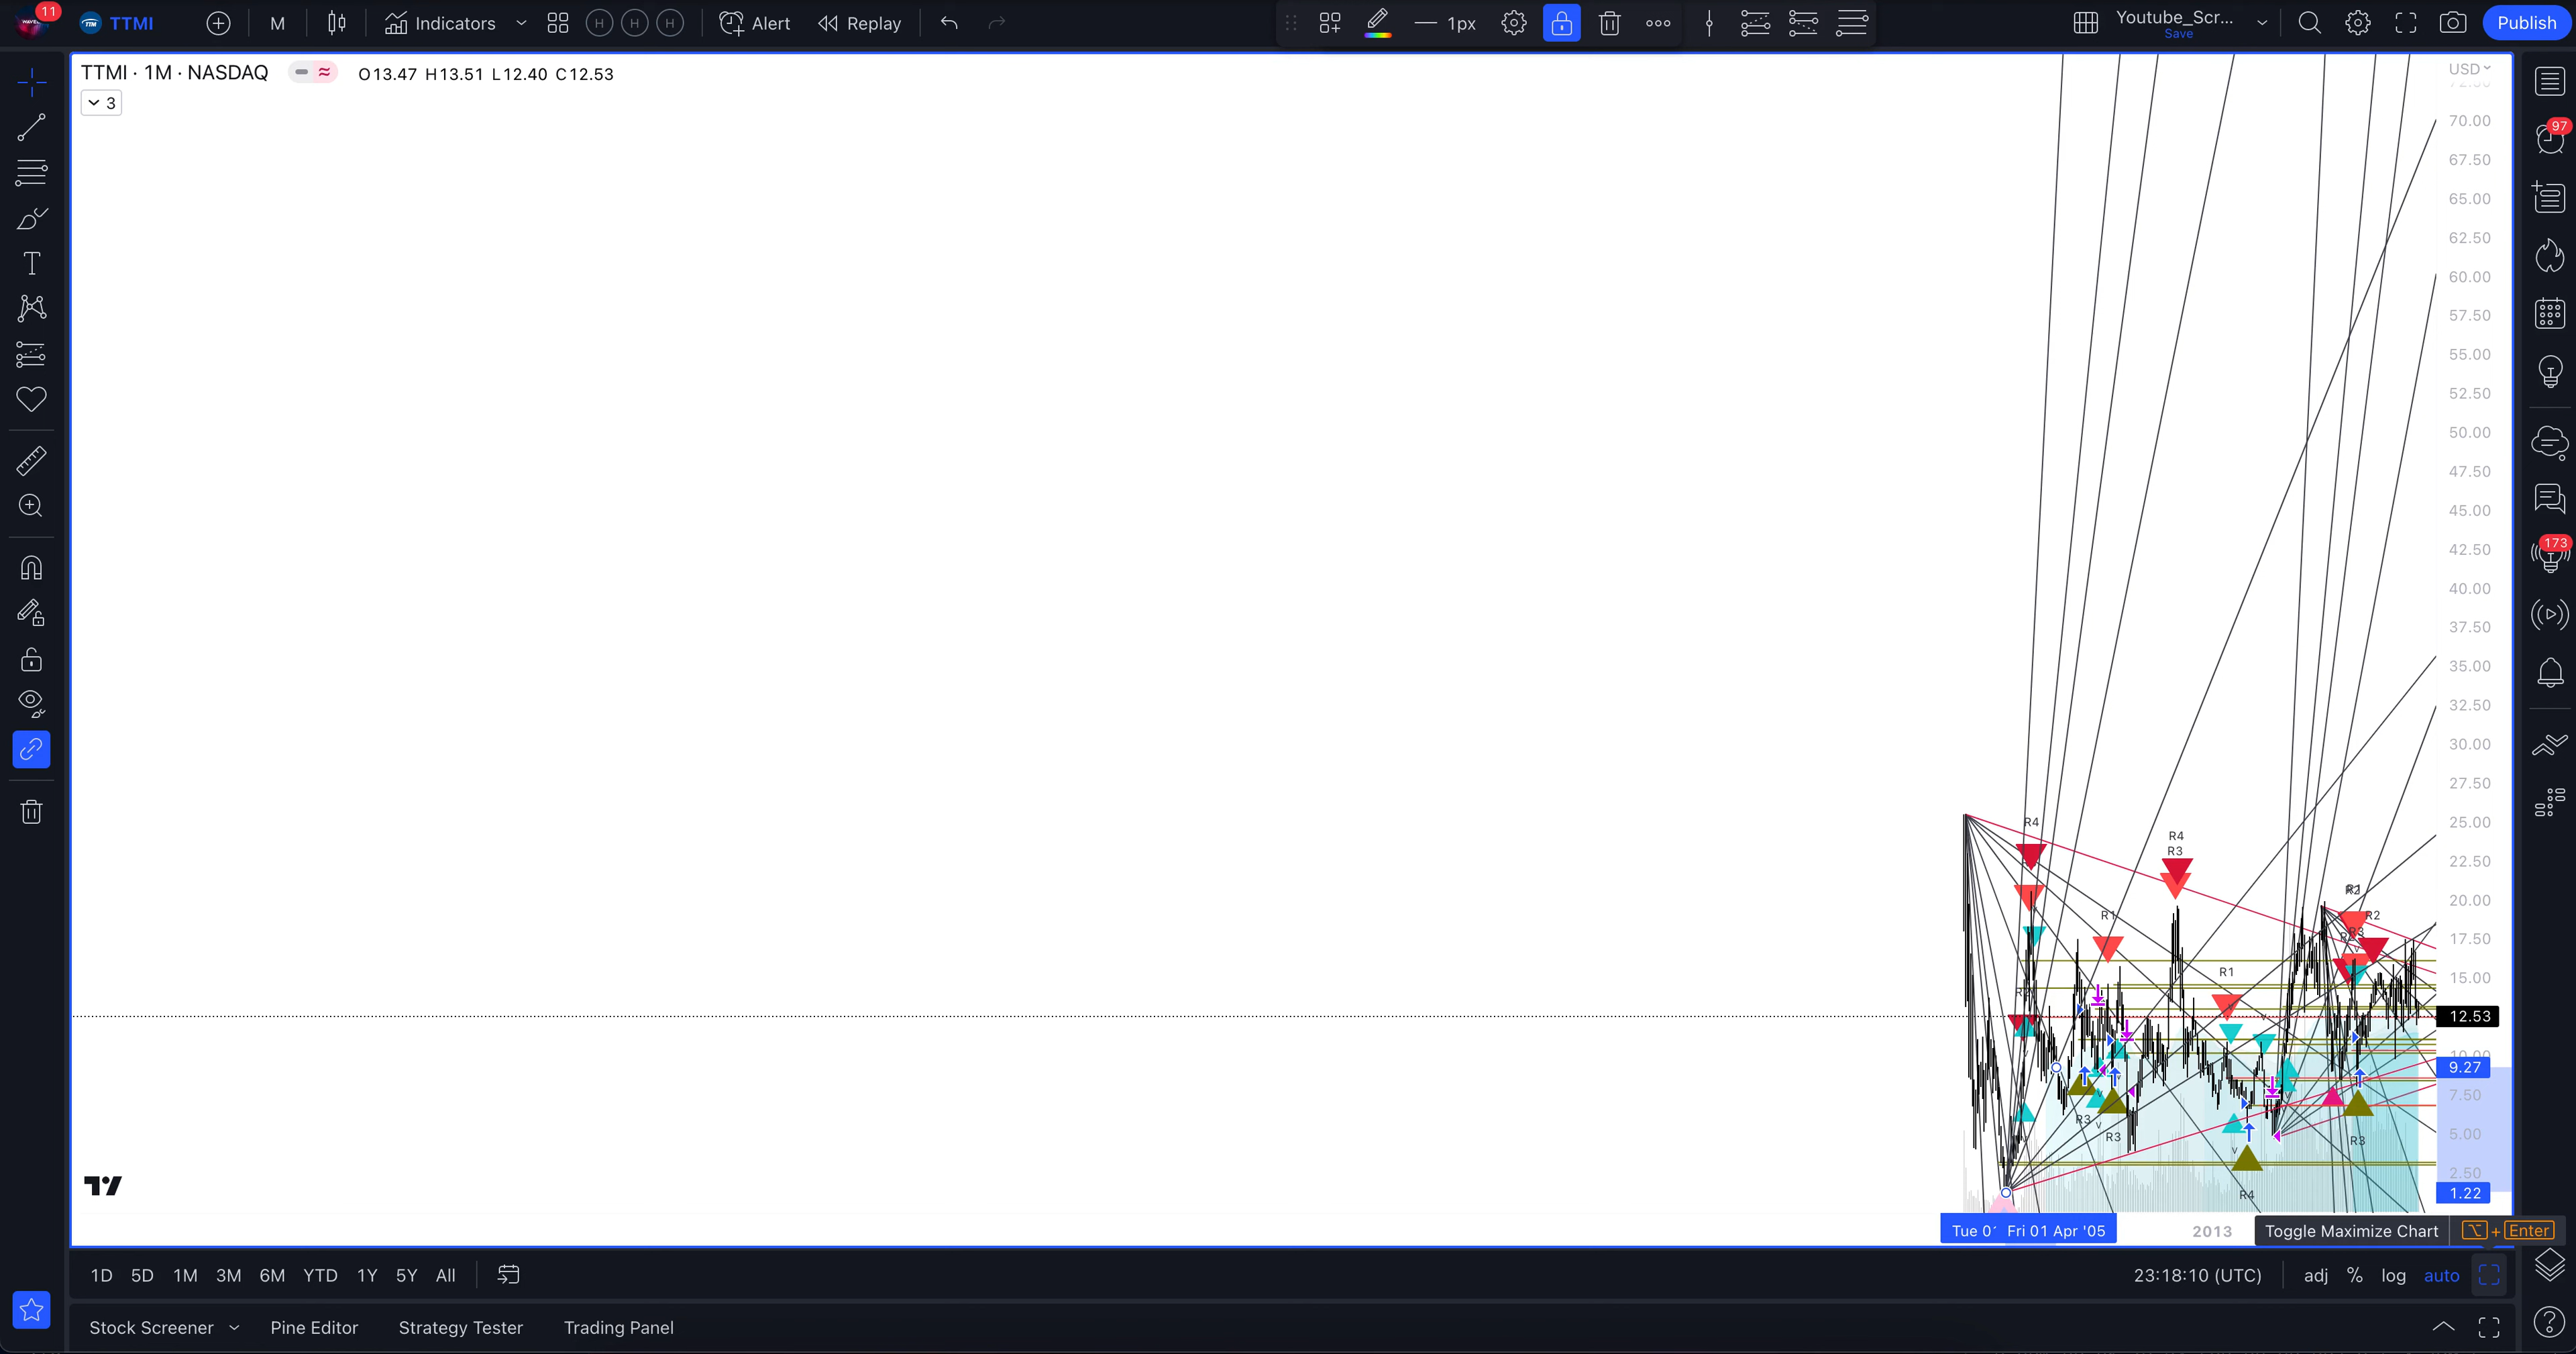 11
TTMI
M
Indicators
H H H
Alert
Replay
1px
Youtube_Scr...
Save
Publish
TTMI · 1M · NASDAQ
O13.47 H13.51 L12.40 C12.53
3
USD
72.50
70.00
67.50
65.00
62.50
60.00
57.50
55.00
52.50
50.00
47.50
45.00
42.50
40.00
37.50
35.00
32.50
30.00
27.50
25.00
22.50
20.00
17.50
15.00
12.53
10.00
9.27
7.50
5.00
2.50
1.22
97
173
R4
R4
R3
R1
R2
R1
R3
R3
R3
R4
Tue 0
Fri 01 Apr '05
2013
Toggle Maximize Chart
+ Enter
1D 5D 1M 3M 6M YTD 1Y 5Y All
23:18:10 (UTC)
adj % log auto
Stock Screener
Pine Editor
Strategy Tester
Trading Panel